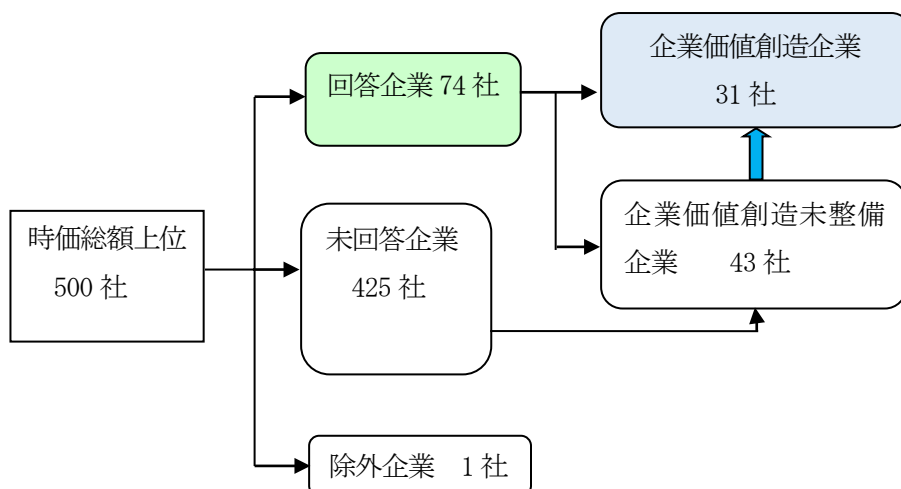 時価総額上位
500 社
回答企業 74 社
未回答企業
425 社
除外企業　1 社
企業価値創造企業
31 社
企業価値創造未整備
企業　　43 社